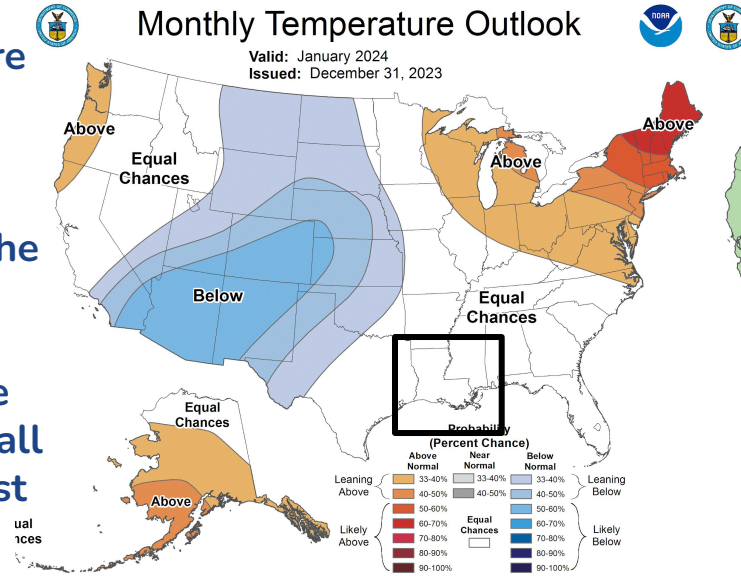 Monthly Temperature Outlook
Valid: January 2024
Issued: December 31, 2023
NOAA
re
he
e
all
st
ual
nces
Above
Equal
Chances
Below
Above
Above
Equal
Chances
Equal
Chances
Above
Probability
(Percent Chance)
Above
Normal
Near
Normal
Below
Normal
Leaning
Above
33-40%
40-50%
33-40%
40-50%
33-40%
40-50%
Leaning
Below
Likely
Above
50-60%
60-70%
70-80%
80-90%
90-100%
Equal
Chances
50-60%
60-70%
70-80%
80-90%
90-100%
Likely
Below